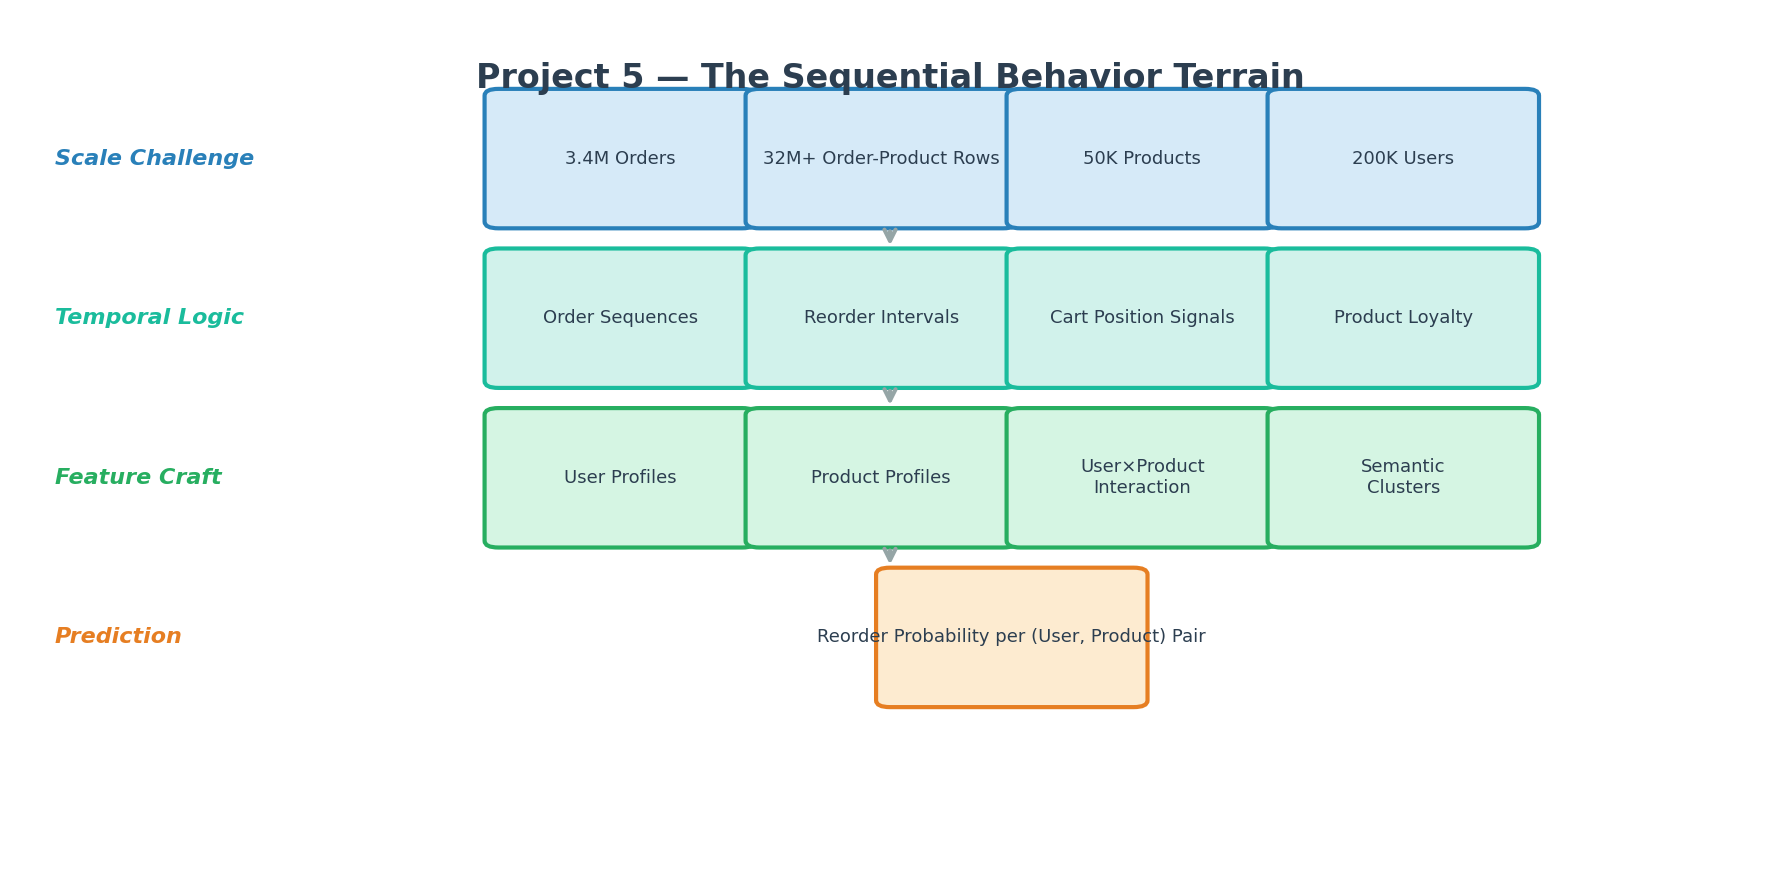 Project 5 — The Sequential Behavior Terrain
Scale Challenge
3.4M Orders
32M+ Order-Product Rows
50K Products
200K Users
Temporal Logic
Order Sequences
Reorder Intervals
Cart Position Signals
Product Loyalty
Feature Craft
User Profiles
Product Profiles
User×Product
Interaction
Semantic
Clusters
Prediction
Reorder Probability per (User, Product) Pair